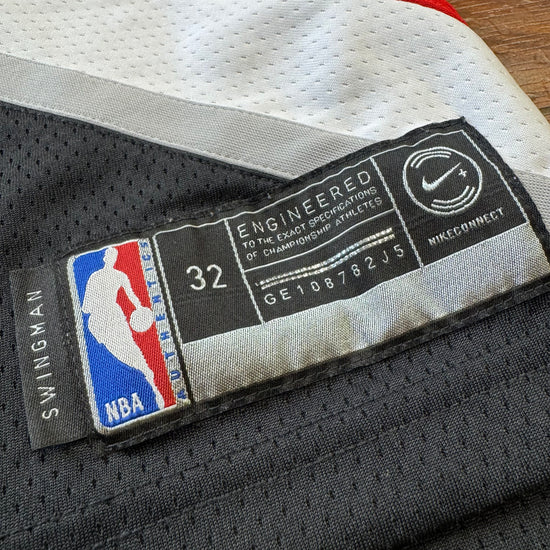 SWINGMAN
NBA
AUTHENTICS
32
ENGINEERED
TO THE EXACT SPECIFICATIONS
OF CHAMPIONSHIP ATHLETES
GE108782J5
NIKECONNECT